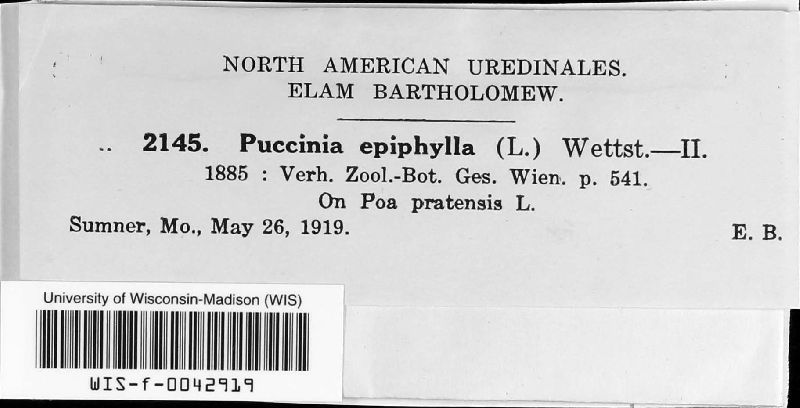 NORTH AMERICAN UREDINALES.
ELAM BARTHOLOMEW.
2145. Puccinia epiphylla (L.) Wettst.—II.
1885 : Verh. Zool.-Bot. Ges. Wien. p. 541.
On Poa pratensis L.
Sumner, Mo., May 26, 1919. E. B.
University of Wisconsin-Madison (WIS)
WIS-f-0042919